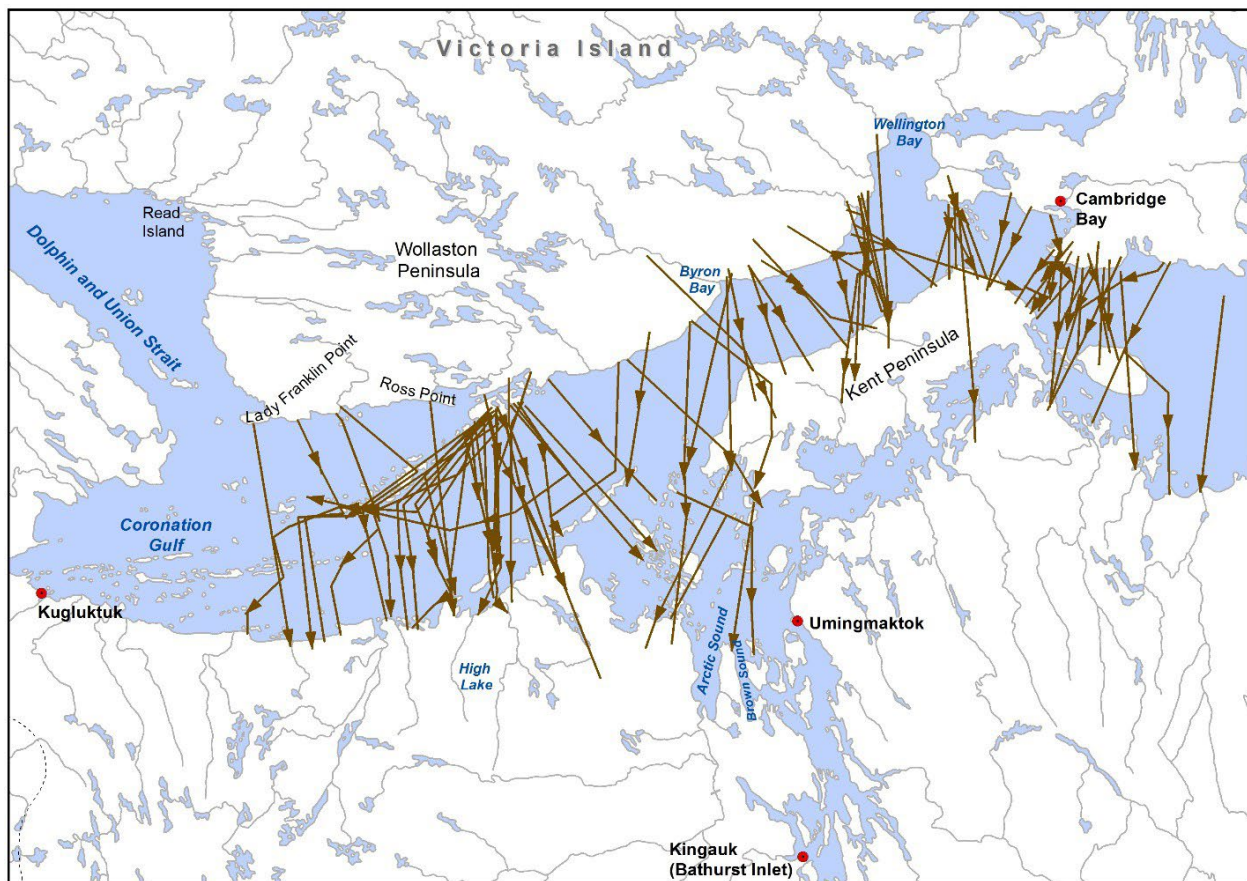 Victoria Island
Wellington
Bay
Cambridge
Bay
Read
Island
Dolphin and Union Strait
Wollaston
Peninsula
Byron
Bay
Lady Franklin Point
Ross Point
Kent Peninsula
Coronation
Gulf
Kugluktuk
High
Lake
Arctic Sound
Brown Sound
Umingmaktok
Kingauk
(Bathurst Inlet)